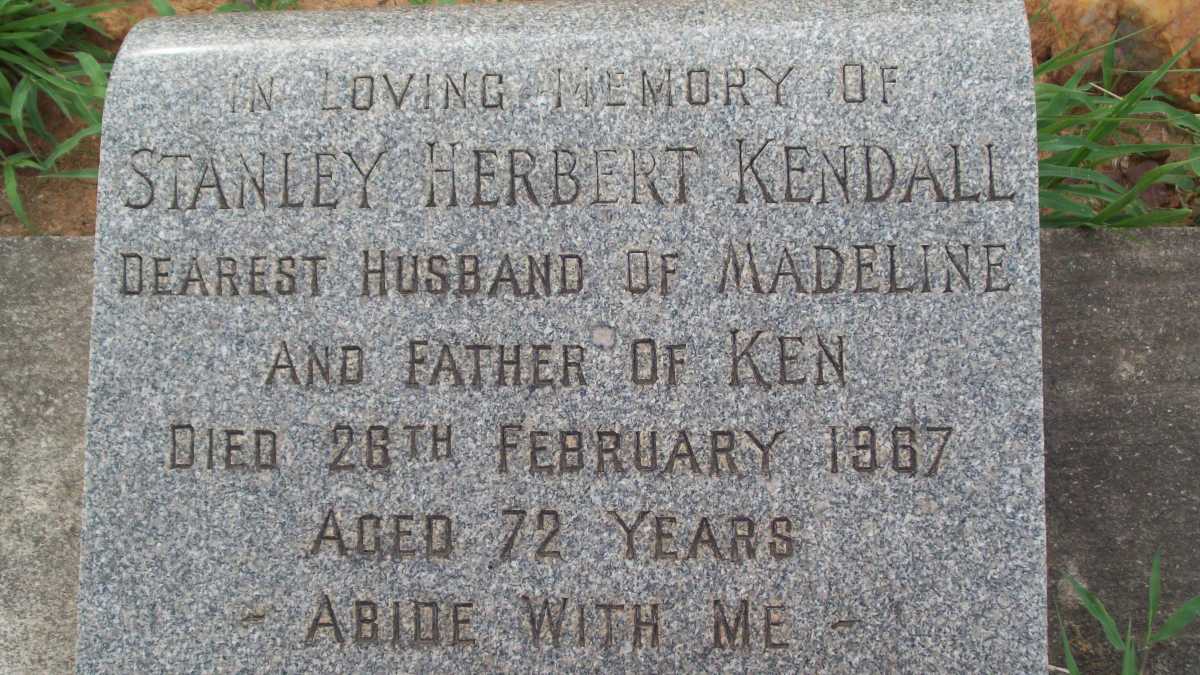 In Loving Memory Of
Stanley Herbert Kendall
Dearest Husband Of Madeline
And Father Of Ken
Died 26th February 1967
Aged 72 Years
- Abide With Me -